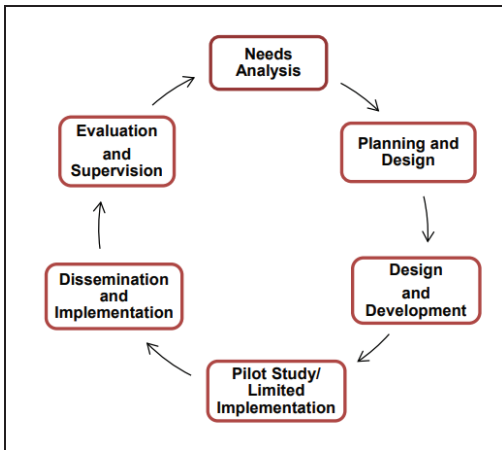 Needs
Analysis
Planning and
Design
Design
and
Development
Pilot Study/
Limited
Implementation
Dissemination
and
Implementation
Evaluation
and
Supervision